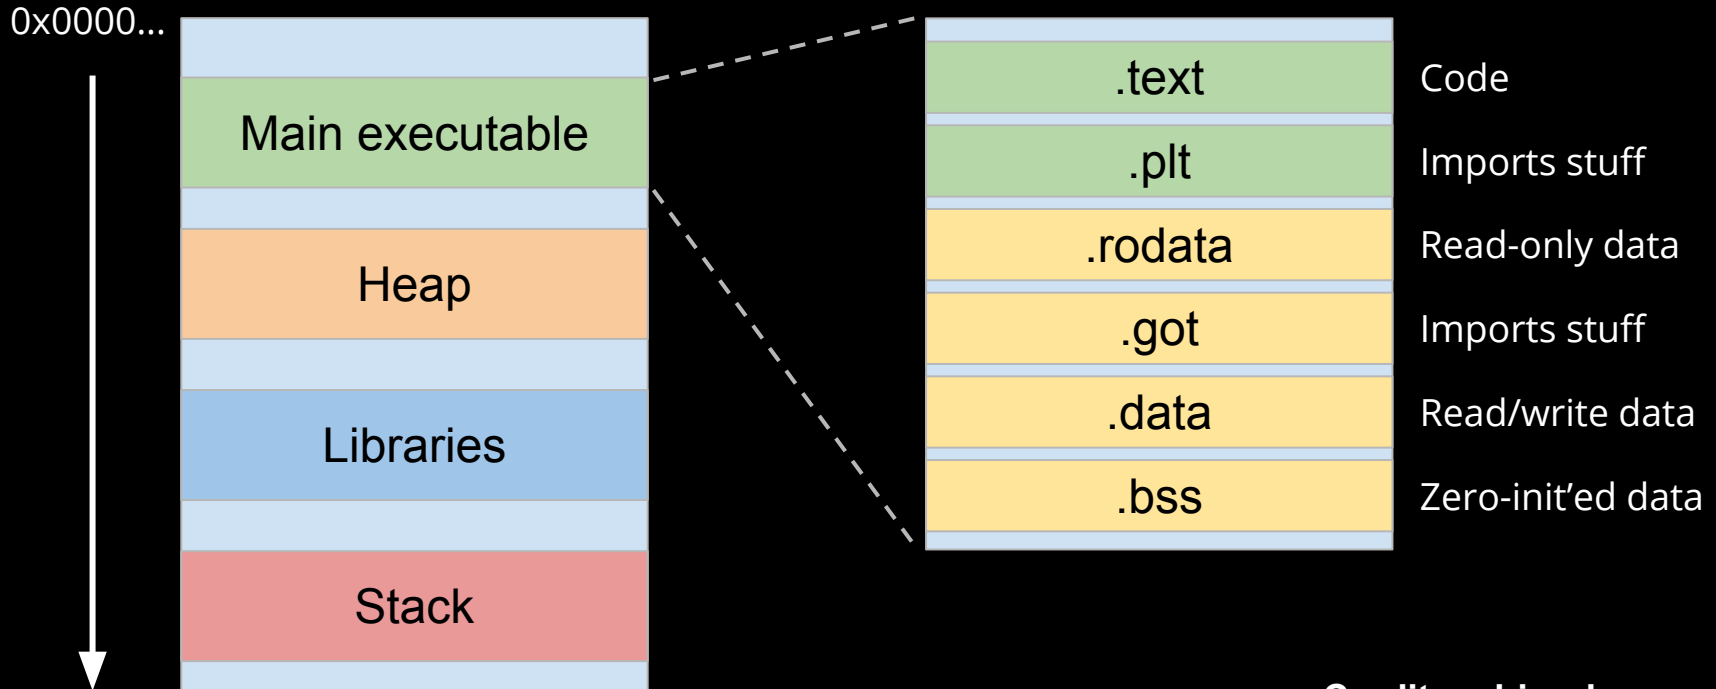 0x0000...
Main executable
Heap
Libraries
Stack
.text
Code
.plt
Imports stuff
.rodata
Read-only data
.got
Imports stuff
.data
Read/write data
.bss
Zero-init’ed data